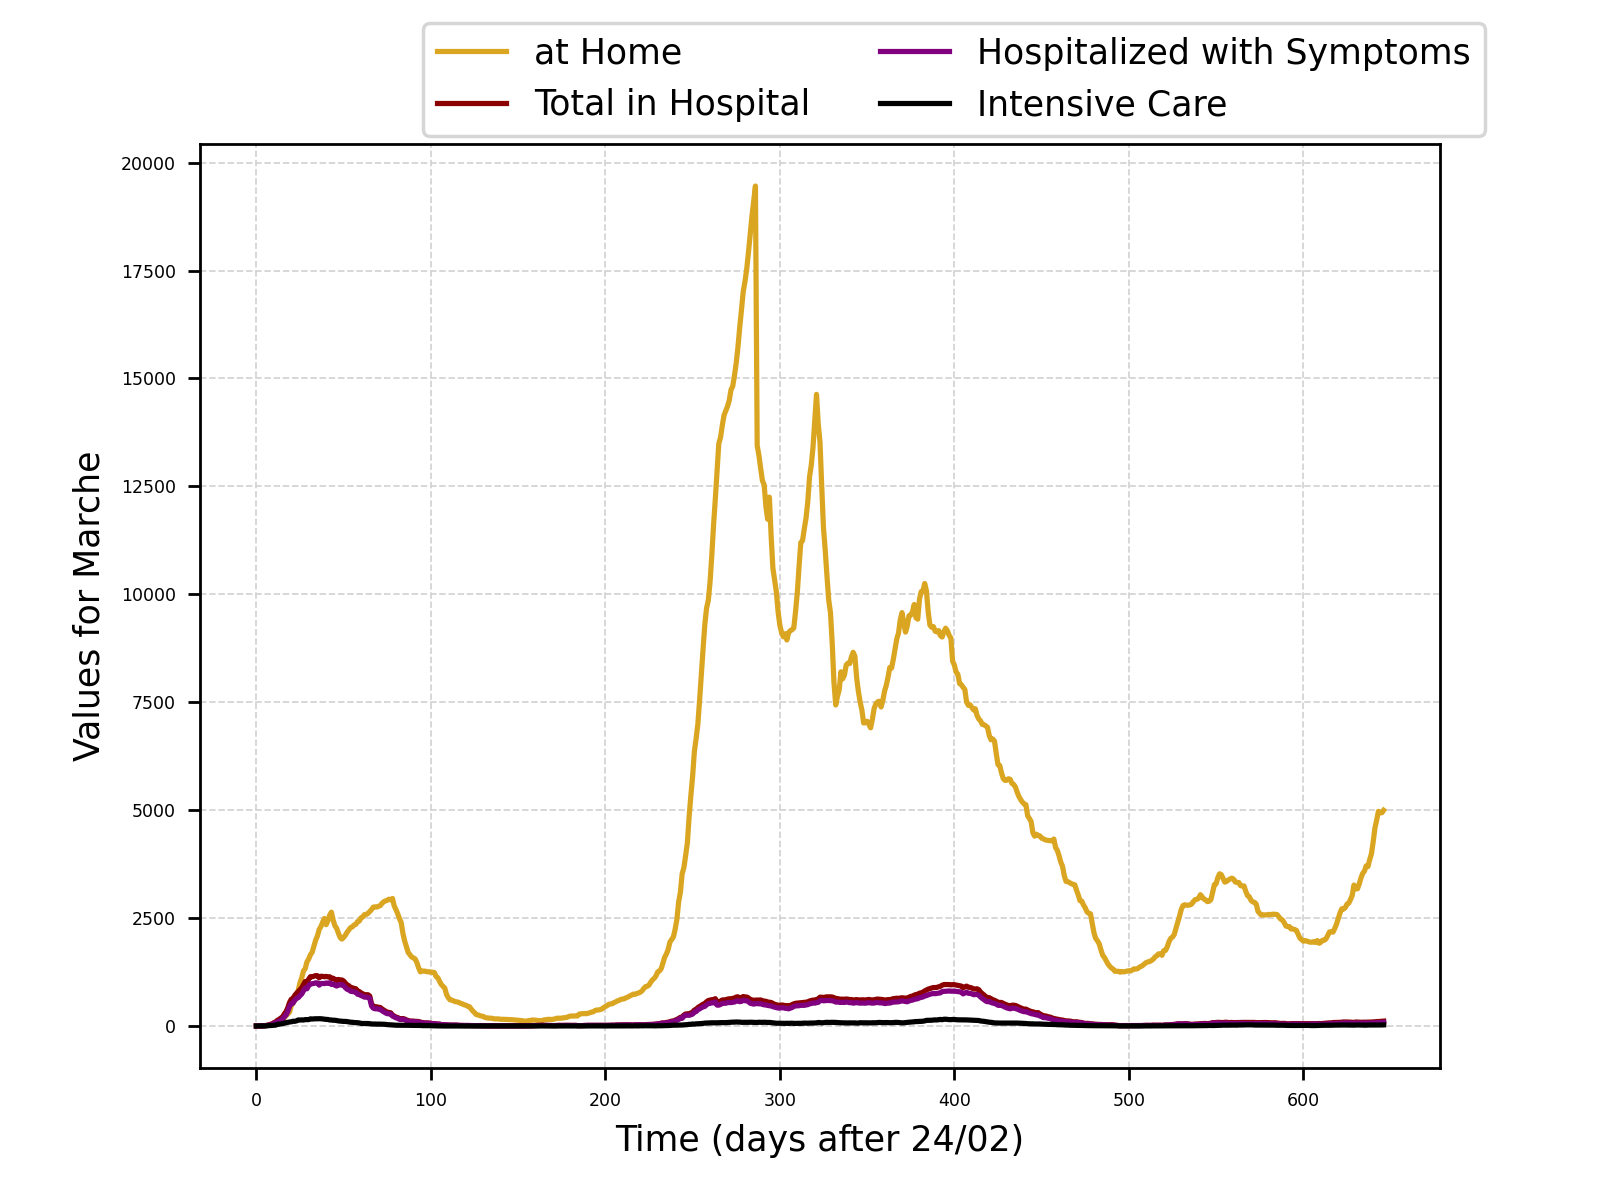 at Home
Total in Hospital
Hospitalized with Symptoms
Intensive Care
Values for Marche
20000
17500
15000
12500
10000
7500
5000
2500
0
0 100 200 300 400 500 600
Time (days after 24/02)